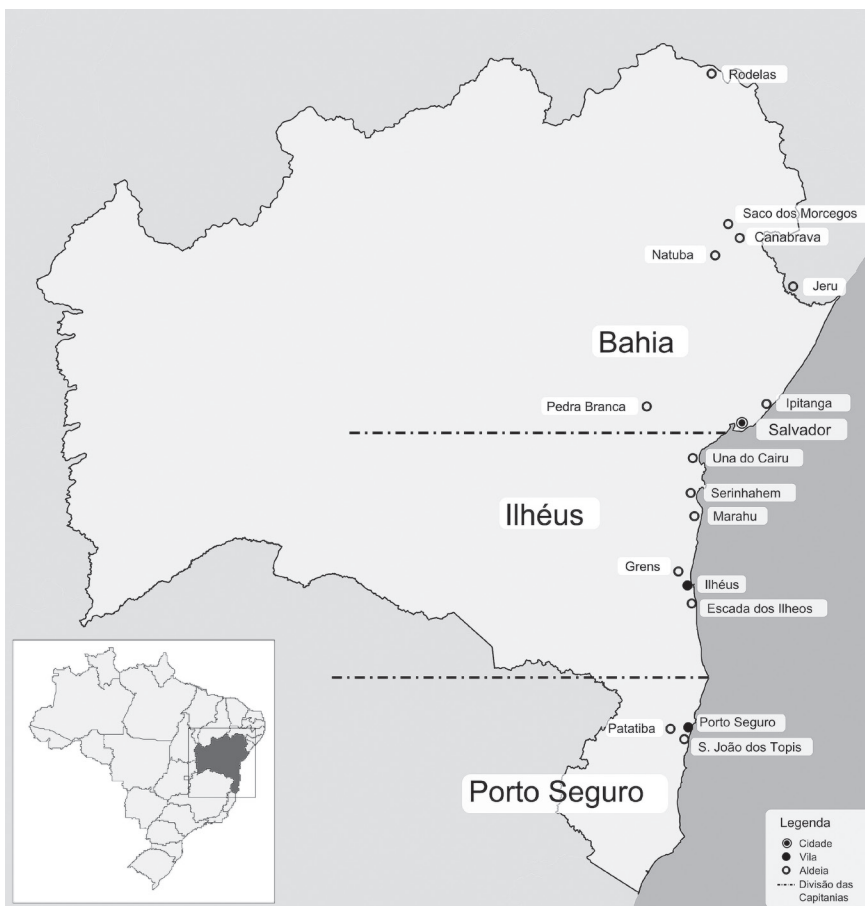 Rodelas
Saco dos Morcegos
Canabrava
Natuba
Jeru
Bahia
Pedra Branca
Ipitanga
Salvador
Una do Cairu
Ilhéus
Serinhahem
Marahu
Grens
Ilhéus
Escada dos Ilheos
Patatiba
Porto Seguro
S. João dos Topis
Porto Seguro
Legenda
Cidade
Vila
Aldeia
Divisão das
Capitanias